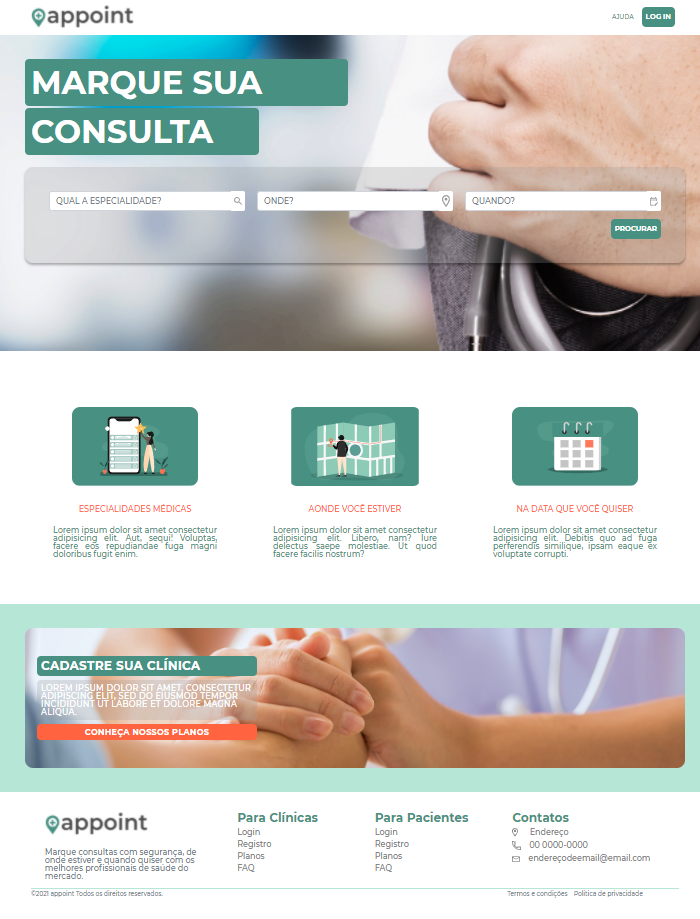 appoint
AJUDA
LOG IN
MARQUE SUA
CONSULTA
QUAL A ESPECIALIDADE?
ONDE?
QUANDO?
PROCURAR
ESPECIALIDADES MÉDICAS
Lorem ipsum dolor sit amet consectetur
adipisicing elit. Aut, sequi! Voluptas,
facere eos repudiandae fuga magni
doloribus fugit enim.
AONDE VOCÊ ESTIVER
Lorem ipsum dolor sit amet consectetur
adipisicing elit. Libero, nam? Iure
delectus saepe molestiae. Ut quod
facere facilis nostrum?
NA DATA QUE VOCÊ QUISER
Lorem ipsum dolor sit amet consectetur
adipisicing elit. Debitis quo ad fuga
perferendis similique, ipsam eaque ex
voluptate corrupti.
CADASTRE SUA CLÍNICA
LOREM IPSUM DOLOR SIT AMET, CONSECTETUR
ADIPISCING ELIT, SED DO EIUSMOD TEMPOR
INCIDIDUNT UT LABORE ET DOLORE MAGNA
ALIQUA.
CONHEÇA NOSSOS PLANOS
appoint
Marque consultas com segurança, de
onde estiver e quando quiser com os
melhores profissionais de saúde do
mercado.
Para Clínicas
Login
Registro
Planos
FAQ
Para Pacientes
Login
Registro
Planos
FAQ
Contatos
Endereço
00 0000-0000
endereçodeemail@email.com
©2021 appoint Todos os direitos reservados.
Termos e condições
Política de privacidade